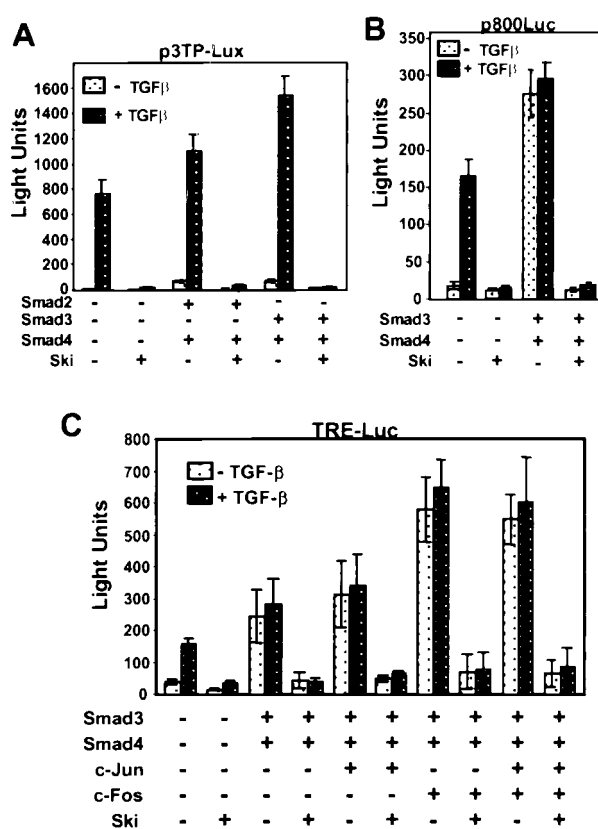 A
p3TP-Lux
Light Units
1600
1400
1200
1000
800
600
400
200
0
- TGFβ
+ TGFβ
Smad2 - - + + - -
Smad3 - - - - + +
Smad4 - - + + + +
Ski - + - + - +
B
p800Luc
Light Units
350
300
250
200
150
100
50
0
- TGFβ
+ TGFβ
Smad3 - - + +
Smad4 - - + +
Ski - + - +
C
TRE-Luc
Light Units
800
700
600
500
400
300
200
100
0
- TGF-β
+ TGF-β
Smad3 - - + + + + + + + +
Smad4 - - + + + + + + + +
c-Jun - - - - + + - - + +
c-Fos - - - - - - + + + +
Ski - + - + - + - + - +